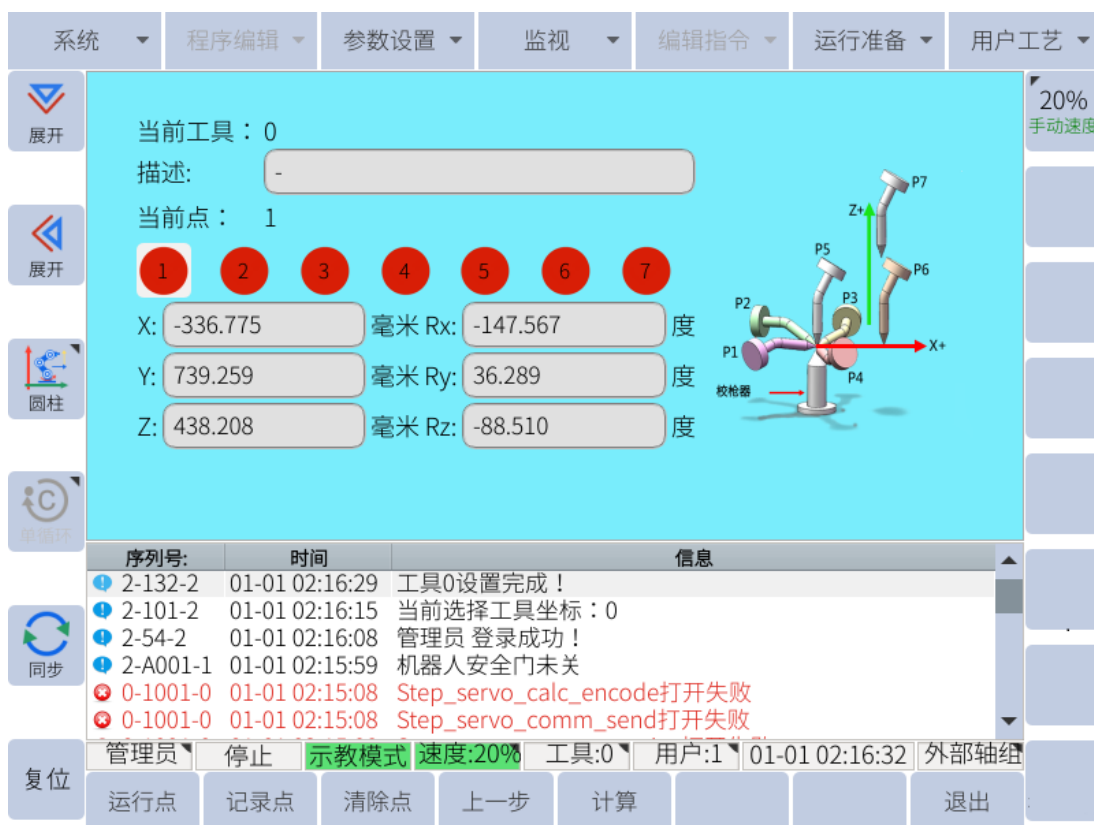 系统 程序编辑 参数设置 监视 编辑指令 运行准备 用户工艺
展开
20%
手动速度
当前工具： 0
描述: -
当前点： 1
展开
1 2 3 4 5 6 7
X: -336.775 毫米 Rx: -147.567 度
Y: 739.259 毫米 Ry: 36.289 度
Z: 438.208 毫米 Rz: -88.510 度
P7
Z+
P5
P6
P2
P3
P1
X+
P4
校枪器
圆柱
单循环
序列号: 时间 信息
2-132-2 01-01 02:16:29 工具0设置完成！
2-101-2 01-01 02:16:15 当前选择工具坐标：0
2-54-2 01-01 02:16:08 管理员 登录成功！
2-A001-1 01-01 02:15:59 机器人安全门未关
0-1001-0 01-01 02:15:08 Step_servo_calc_encode打开失败
0-1001-0 01-01 02:15:08 Step_servo_comm_send打开失败
同步
管理员 停止 示教模式 速度:20% 工具:0 用户:1 01-01 02:16:32 外部轴组
复位
运行点 记录点 清除点 上一步 计算 退出